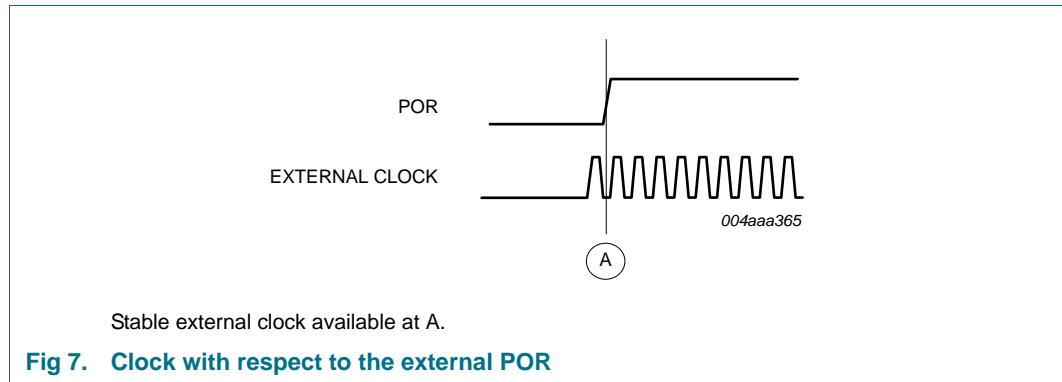 POR
EXTERNAL CLOCK
004aaa365
A
Stable external clock available at A.
Fig 7. Clock with respect to the external POR